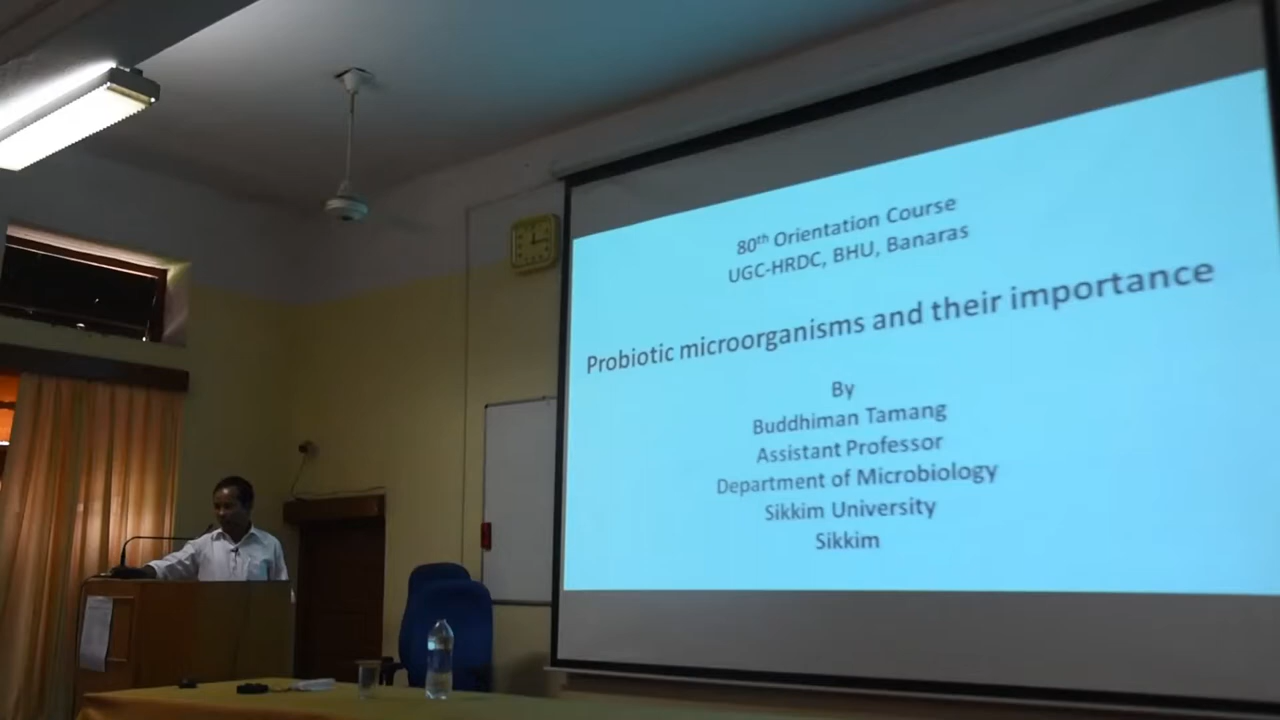 80th Orientation Course
UGC-HRDC, BHU, Banaras
Probiotic microorganisms and their importance
By
Buddhiman Tamang
Assistant Professor
Department of Microbiology
Sikkim University
Sikkim